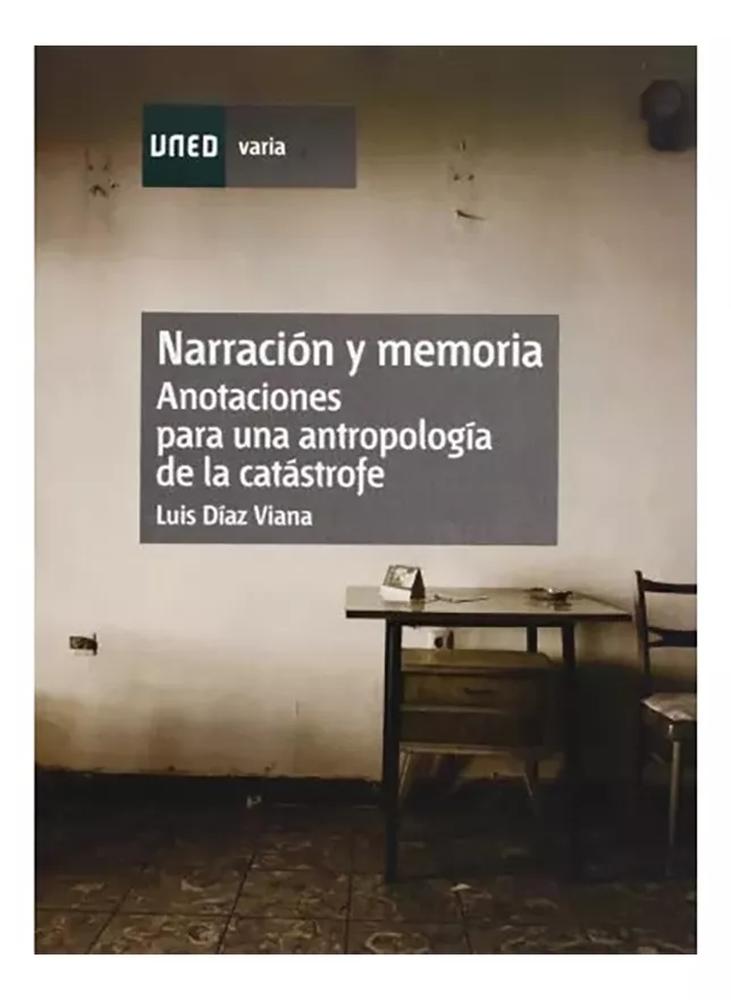 UNED varia
Narración y memoria
Anotaciones
para una antropología
de la catástrofe
Luis Díaz Viana